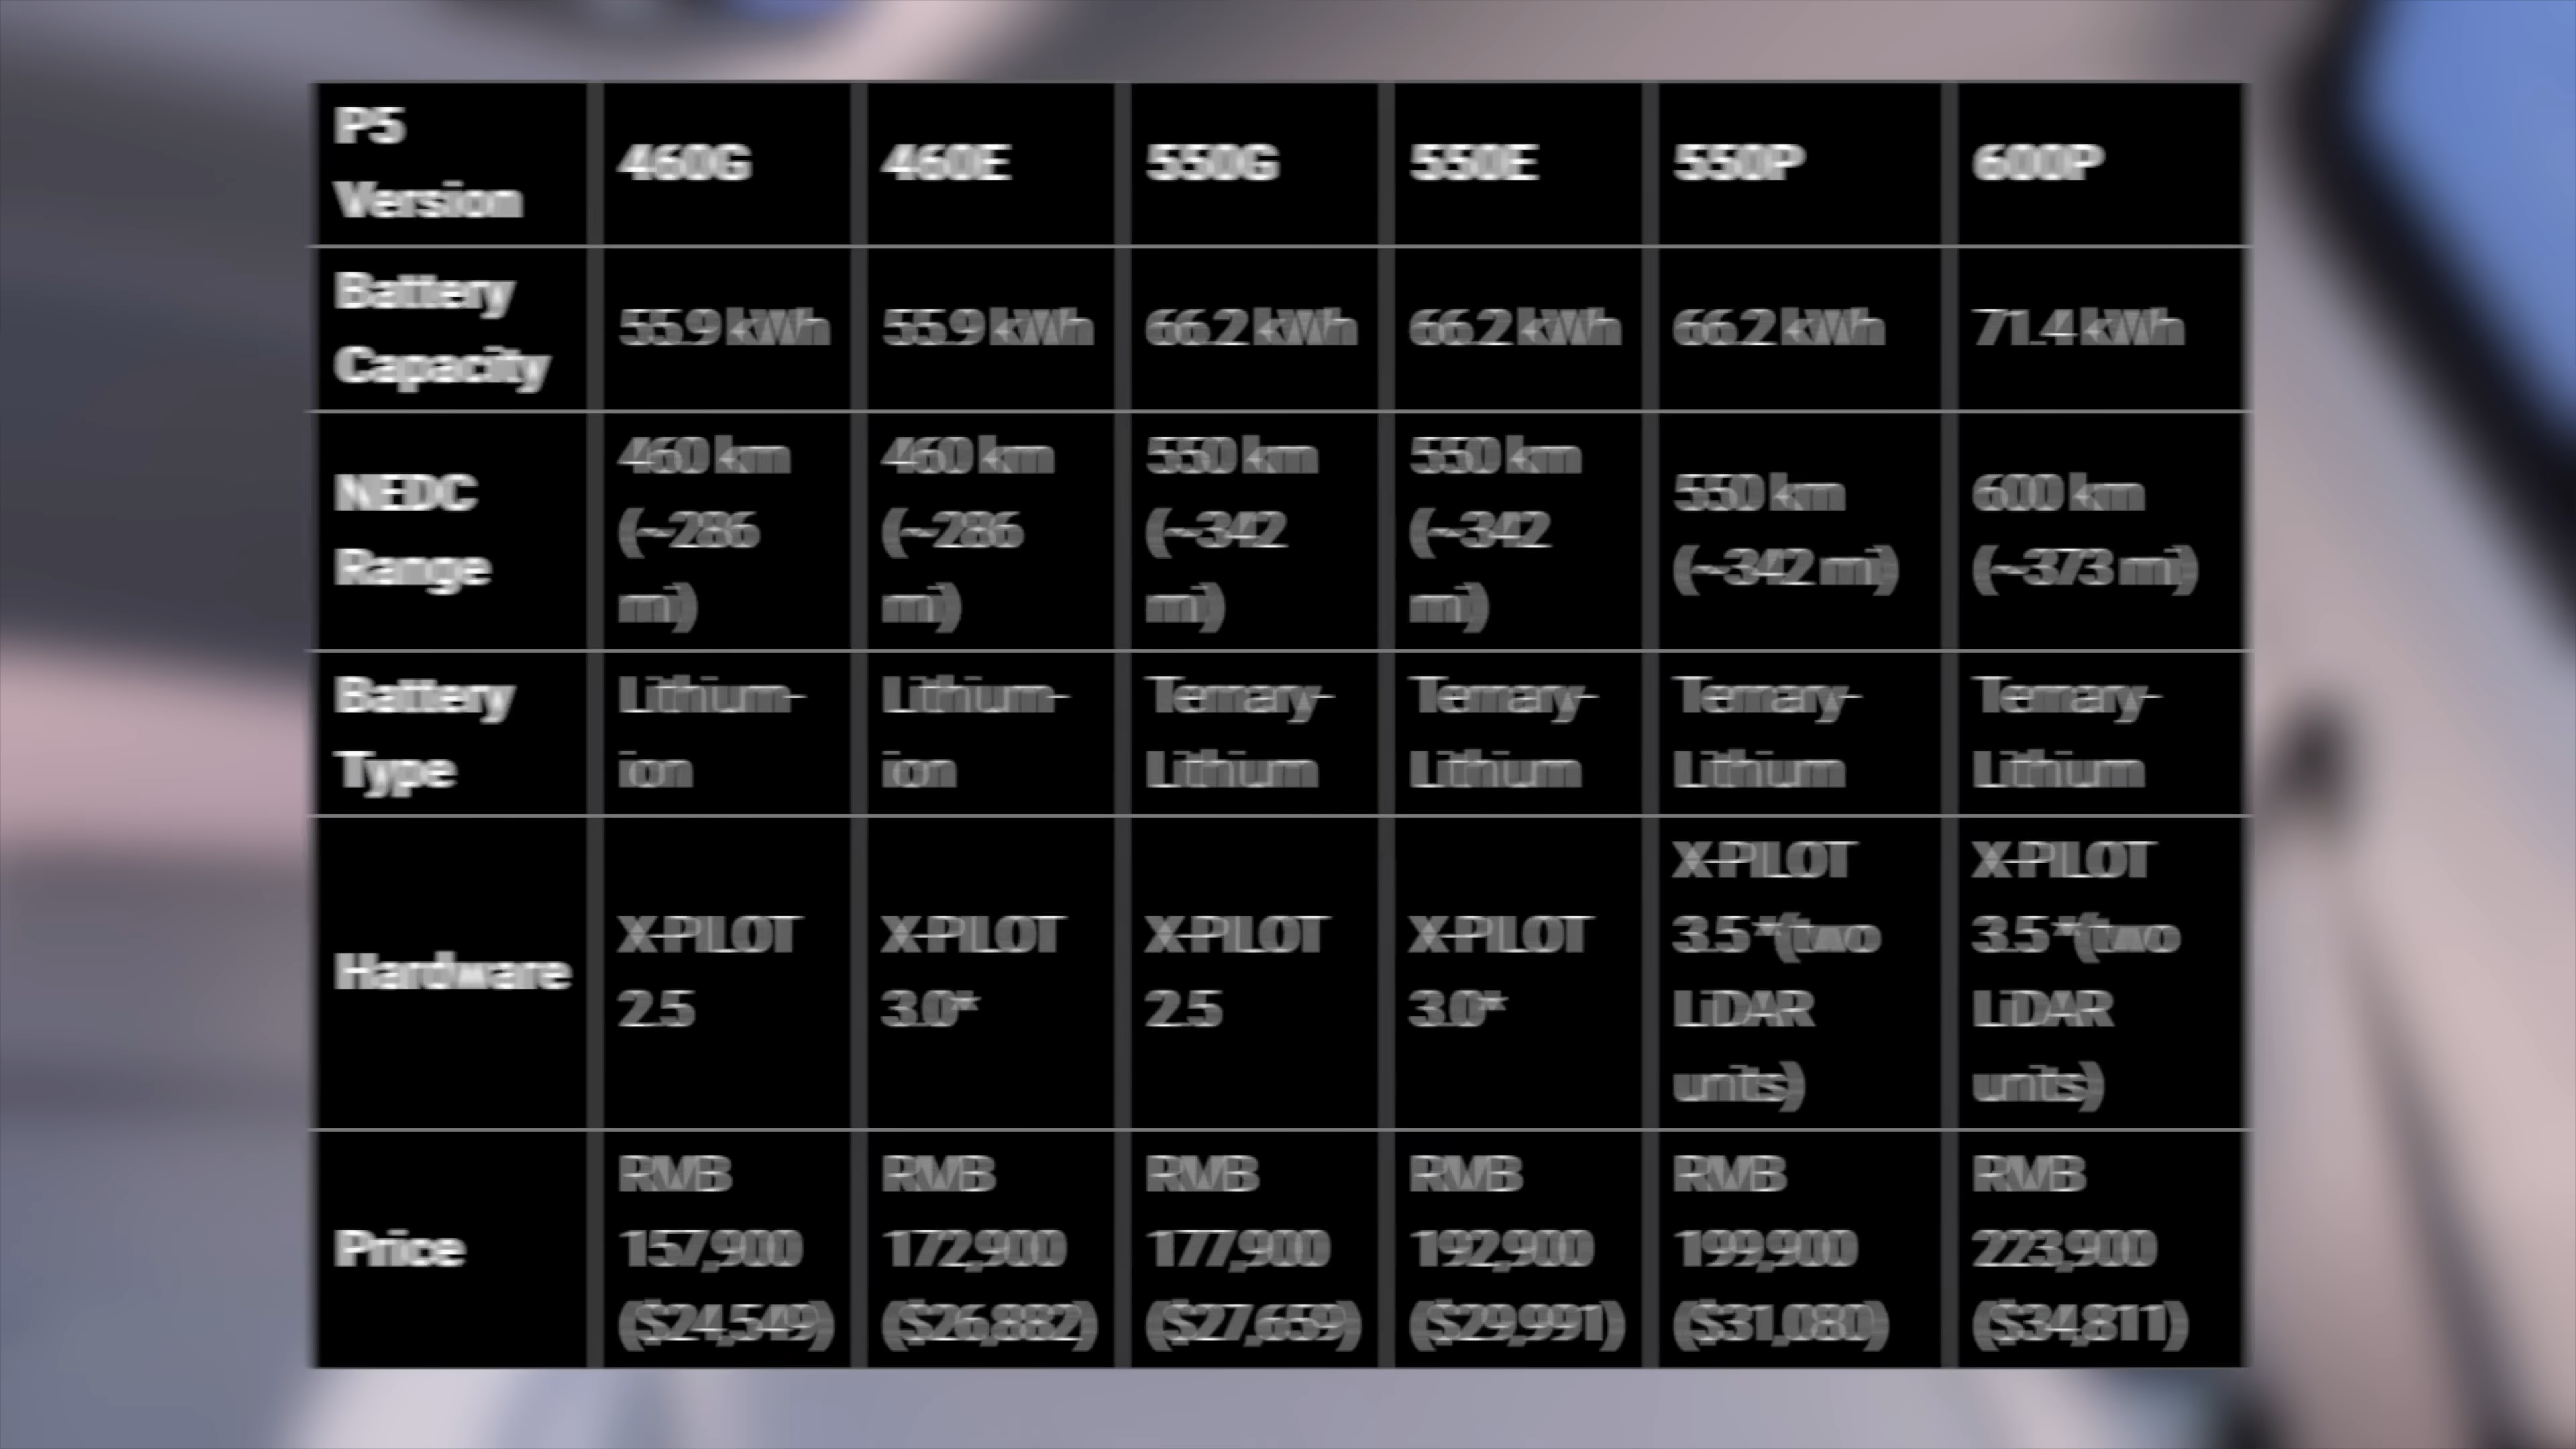 P5
Version
460G
460E
550G
550E
550P
600P
Battery
Capacity
55.9 kWh
55.9 kWh
66.2 kWh
66.2 kWh
66.2 kWh
71.4 kWh
NEDC
Range
460 km
(~286
mi)
460 km
(~286
mi)
550 km
(~342
mi)
550 km
(~342
mi)
550 km
(~342 mi)
600 km
(~373 mi)
Battery
Type
Lithium-
ion
Lithium-
ion
Ternary-
Lithium
Ternary-
Lithium
Ternary-
Lithium
Ternary-
Lithium
Hardware
X-PILOT
2.5
X-PILOT
3.0*
X-PILOT
2.5
X-PILOT
3.0*
X-PILOT
3.5 *(two
LiDAR
units)
X-PILOT
3.5 *(two
LiDAR
units)
Price
RMB
157,900
($24,549)
RMB
172,900
($26,882)
RMB
177,900
($27,659)
RMB
192,900
($29,991)
RMB
199,900
($31,080)
RMB
223,900
($34,811)